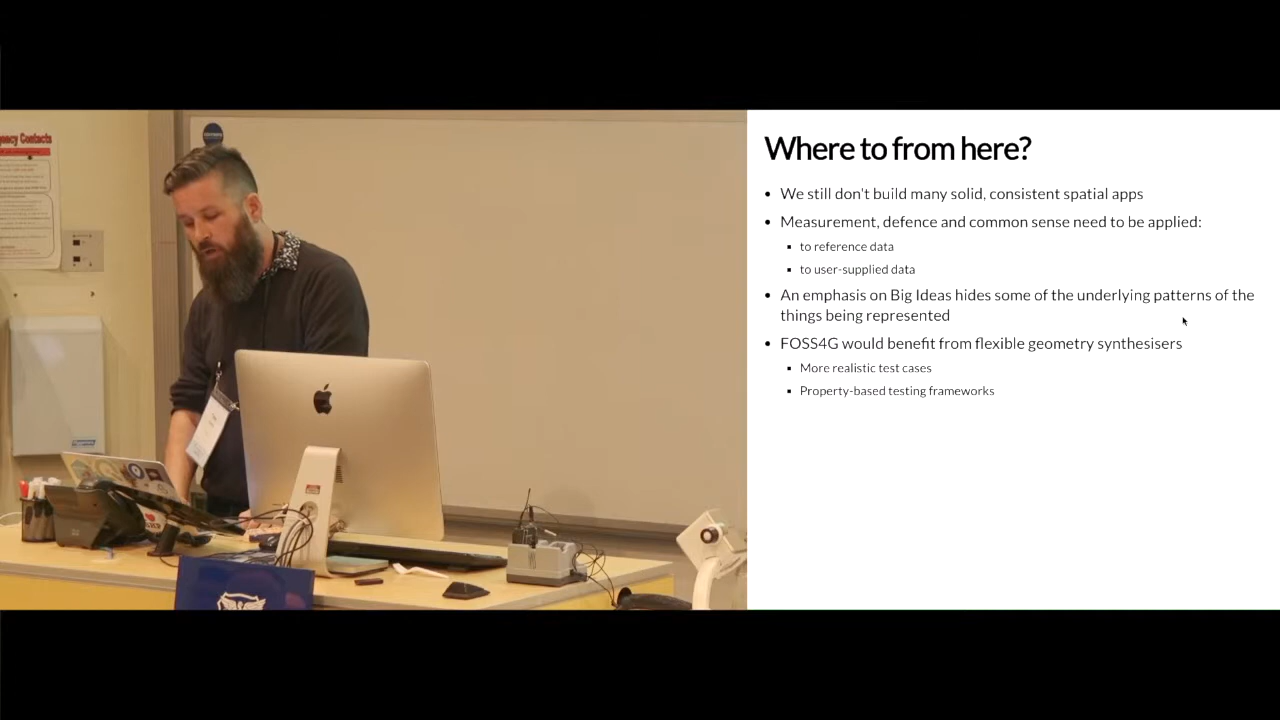 ency Contacts
Where to from here?
We still don't build many solid, consistent spatial apps
Measurement, defence and common sense need to be applied:
to reference data
to user-supplied data
An emphasis on Big Ideas hides some of the underlying patterns of the
things being represented
FOSS4G would benefit from flexible geometry synthesisers
More realistic test cases
Property-based testing frameworks